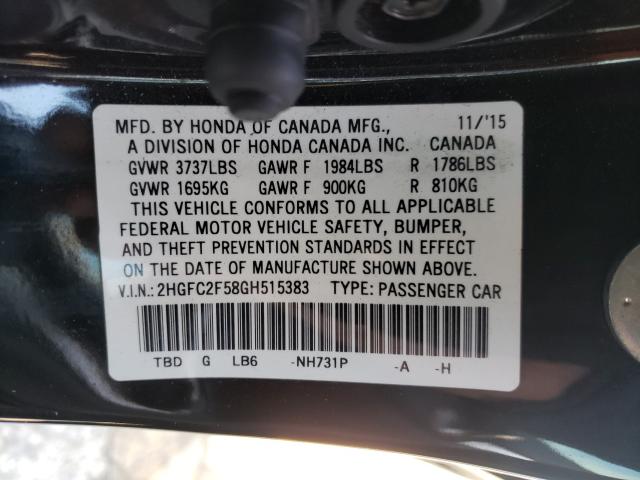 MFD. BY HONDA OF CANADA MFG., 11/'15
A DIVISION OF HONDA CANADA INC. CANADA
GVWR 3737LBS GAWR F 1984LBS R 1786LBS
GVWR 1695KG GAWR F 900KG R 810KG
THIS VEHICLE CONFORMS TO ALL APPLICABLE
FEDERAL MOTOR VEHICLE SAFETY, BUMPER,
AND THEFT PREVENTION STANDARDS IN EFFECT
ON THE DATE OF MANUFACTURE SHOWN ABOVE.
V.I.N.: 2HGFC2F58GH515383 TYPE: PASSENGER CAR
TBD G LB6 -NH731P -A -H